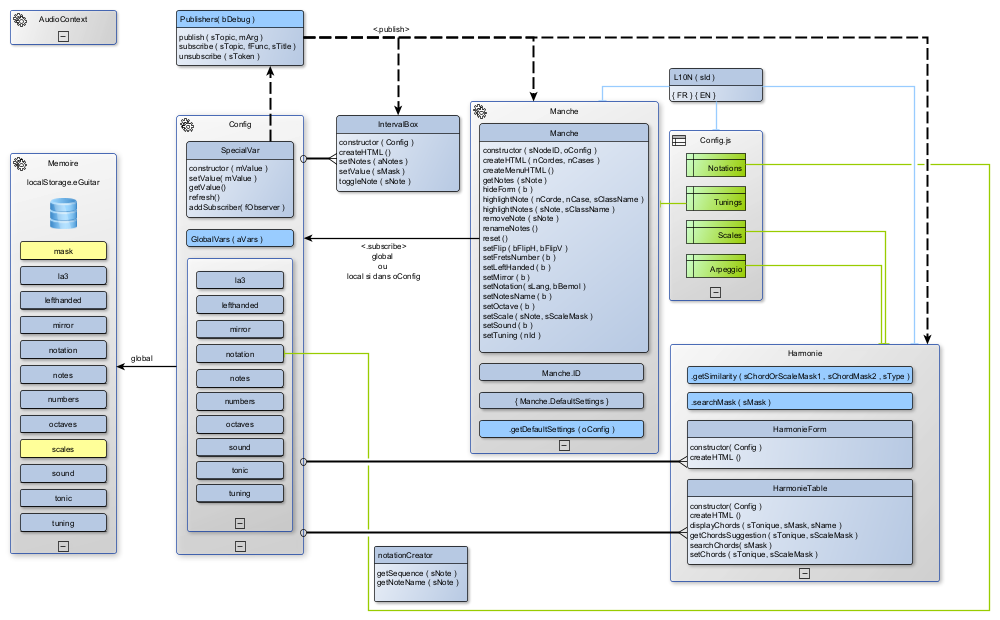 AudioContext
Publishers( bDebug )
publish ( sTopic, mArg )
subscribe ( sTopic, fFunc, sTitle )
unsubscribe ( sToken )
<.publish>
L10N ( sId )
{ FR } { EN }
Memoire
localStorage.eGuitar
mask
la3
lefthanded
mirror
notation
notes
numbers
octaves
scales
sound
tonic
tuning
global
Config
SpecialVar
constructor ( mValue )
setValue( mValue )
getValue()
refresh()
addSubscriber( fObserver )
GlobalVars ( aVars )
la3
lefthanded
mirror
notation
notes
numbers
octaves
sound
tonic
tuning
IntervalBox
constructor ( Config )
createHTML ()
setNotes ( aNotes )
setValue ( sMask )
toggleNote ( sNote )
<.subscribe>
global
ou
local si dans oConfig
Manche
Manche
constructor ( sNodeID, oConfig )
createHTML ( nCordes, nCases )
createMenuHTML ()
getNotes ( sNote )
hideForm ( b )
highlightNote ( nCorde, nCase, sClassName )
highlightNotes ( sNote, sClassName )
removeNote ( sNote )
renameNotes ()
reset ()
setFlip ( bFlipH, bFlipV )
setFretsNumber ( b )
setLeftHanded ( b )
setMirror ( b )
setNotation( sLang, bBemol )
setNotesName ( b )
setOctave ( b )
setScale ( sNote, sScaleMask )
setSound ( b )
setTuning ( nId )
Manche.ID
{ Manche.DefaultSettings }
.getDefaultSettings ( oConfig )
Config.js
Notations
Tunings
Scales
Arpeggio
Harmonie
.getSimilarity ( sChordOrScaleMask1 , sChordMask2 , sType )
.searchMask ( sMask )
HarmonieForm
constructor( Config )
createHTML ()
HarmonieTable
constructor( Config )
createHTML ()
displayChords ( sTonique, sMask, sName )
getChordsSuggestion ( sTonique, sScaleMask )
searchChords( sMask )
setChords ( sTonique, sScaleMask )
notationCreator
getSequence ( sNote )
getNoteName ( sNote )